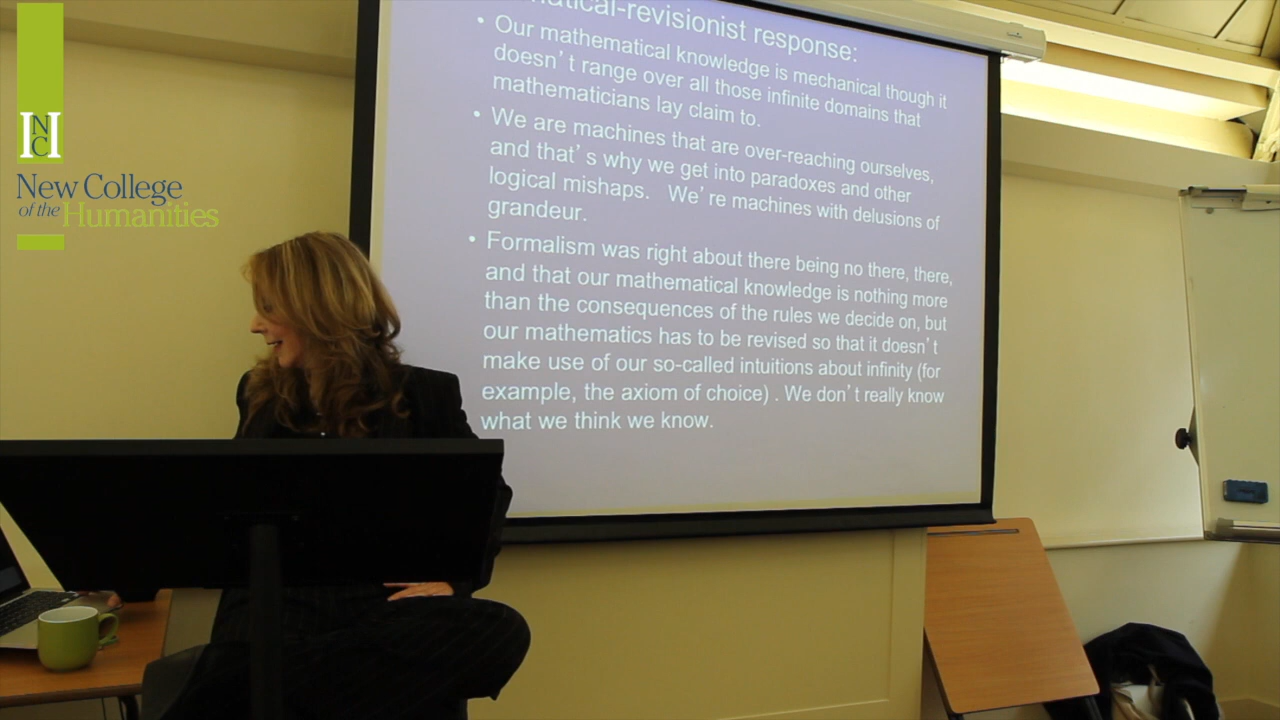 NCH
New College
of the Humanities
-revisionist response:
• Our mathematical knowledge is mechanical though it
doesn't range over all those infinite domains that
mathematicians lay claim to.
• We are machines that are over-reaching ourselves,
and that's why we get into paradoxes and other
logical mishaps. We're machines with delusions of
grandeur.
• Formalism was right about there being no there, there,
and that our mathematical knowledge is nothing more
than the consequences of the rules we decide on, but
our mathematics has to be revised so that it doesn't
make use of our so-called intuitions about infinity (for
example, the axiom of choice) . We don't really know
what we think we know.